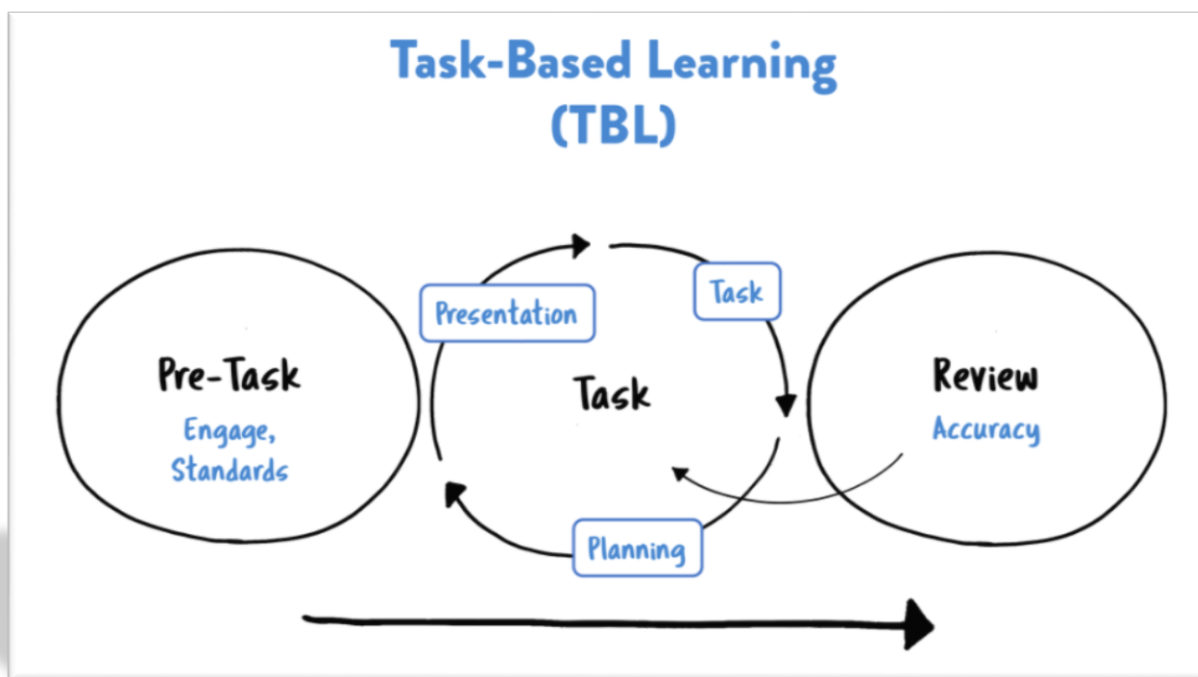 Task-Based Learning
(TBL)
Presentation
Task
Pre-Task
Engage,
Standards
Task
Review
Accuracy
Planning